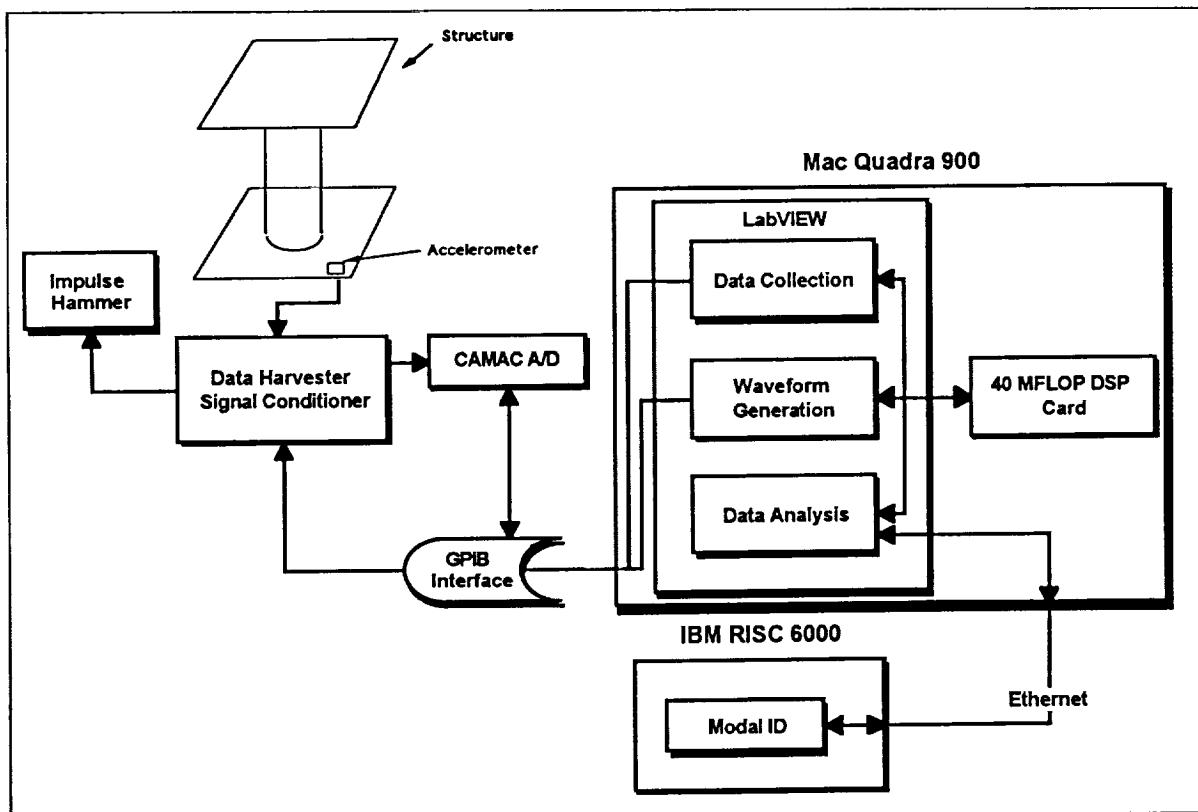 Structure
Mac Quadra 900
LabVIEW
Accelerometer
Impulse
Hammer
Data Collection
Data Harvester
Signal Conditioner
CAMAC A/D
Waveform
Generation
40 MFLOP DSP
Card
Data Analysis
GPIB
Interface
IBM RISC 6000
Ethernet
Modal ID